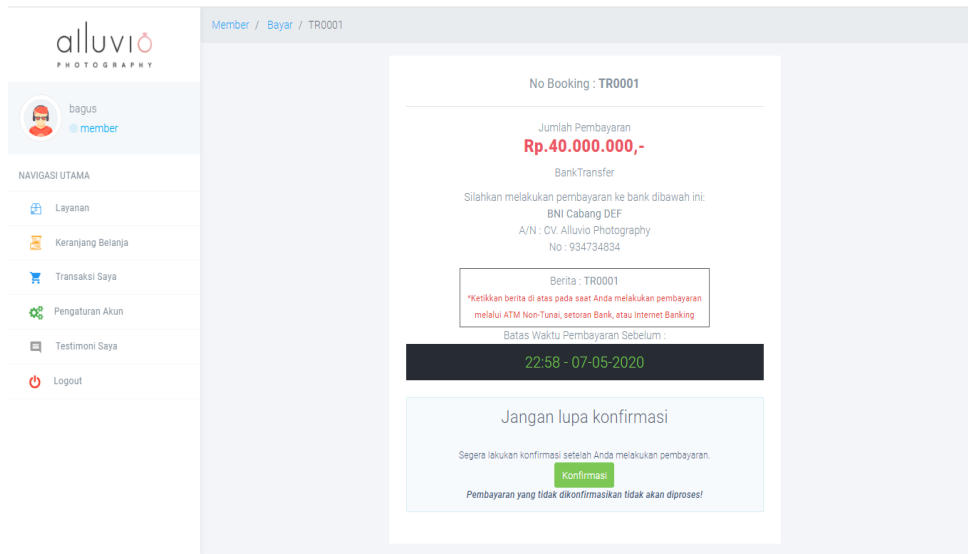 Member / Bayar / TR0001
alluvio
PHOTOGRAPHY
bagus
member
NAVIGASI UTAMA
Layanan
Keranjang Belanja
Transaksi Saya
Pengaturan Akun
Testimoni Saya
Logout
No Booking : TR0001
Jumlah Pembayaran
Rp.40.000.000,-
BankTransfer
Silahkan melakukan pembayaran ke bank dibawah ini:
BNI Cabang DEF
A/N : CV. Alluvio Photography
No : 934734834
Berita : TR0001
*Ketikkan berita di atas pada saat Anda melakukan pembayaran
melalui ATM Non-Tunai, setoran Bank, atau Internet Banking
Batas Waktu Pembayaran Sebelum :
22:58 - 07-05-2020
Jangan lupa konfirmasi
Segera lakukan konfirmasi setelah Anda melakukan pembayaran.
Konfirmasi
Pembayaran yang tidak dikonfirmasikan tidak akan diproses!